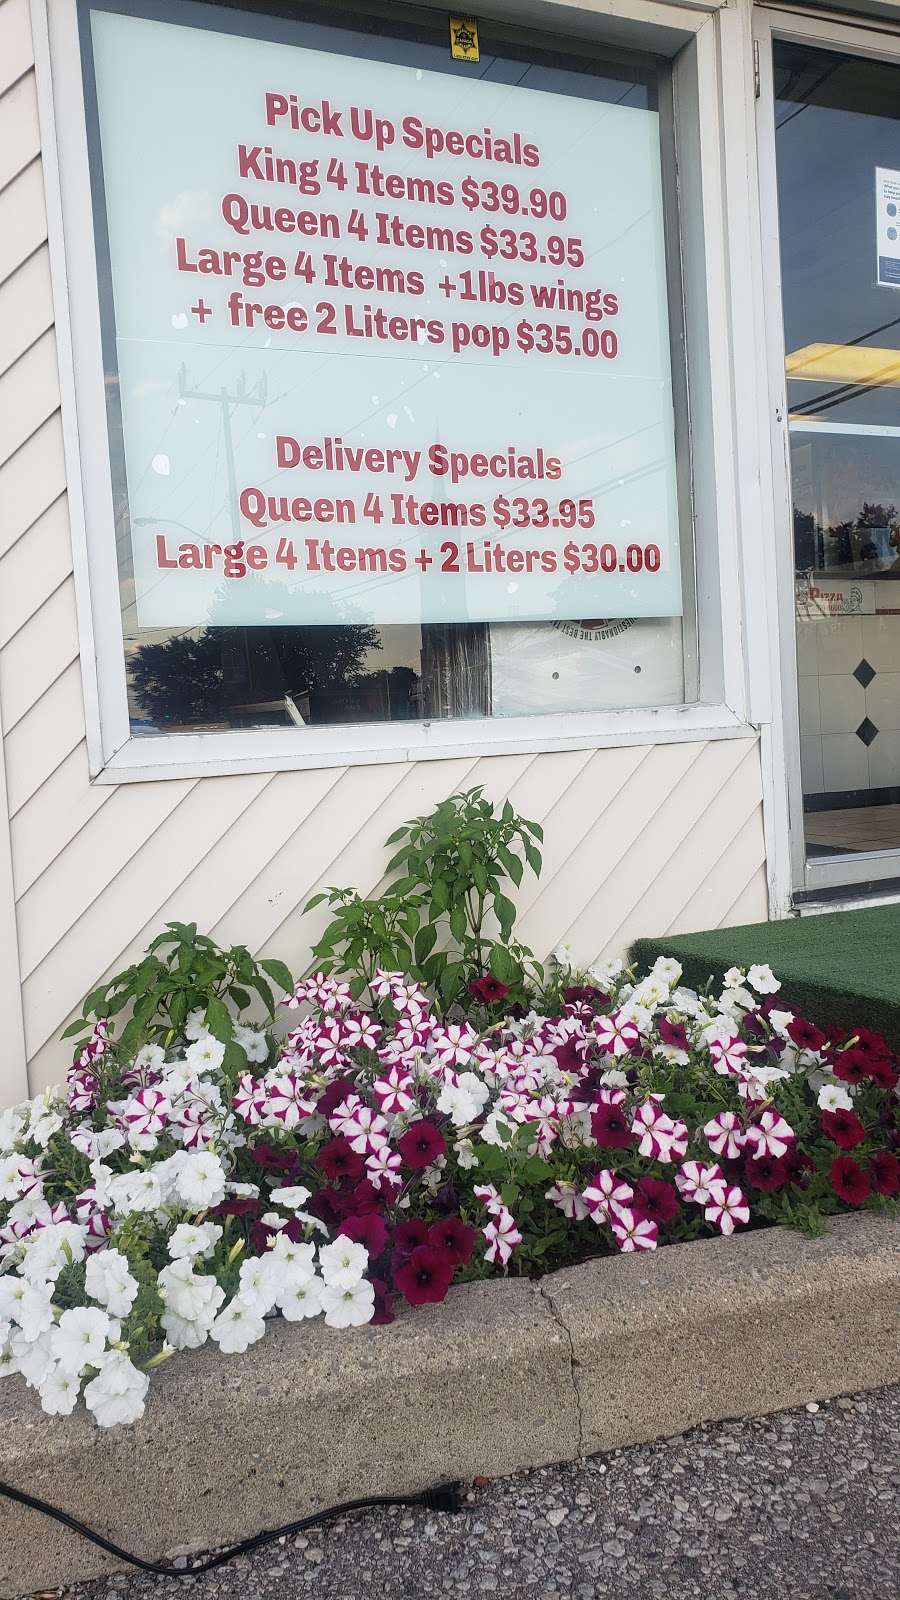 Pick Up Specials
King 4 Items $39.90
Queen 4 Items $33.95
Large 4 Items +1lbs wings
+ free 2 Liters pop $35.00
Delivery Specials
Queen 4 Items $33.95
Large 4 Items + 2 Liters $30.00
PIZZA